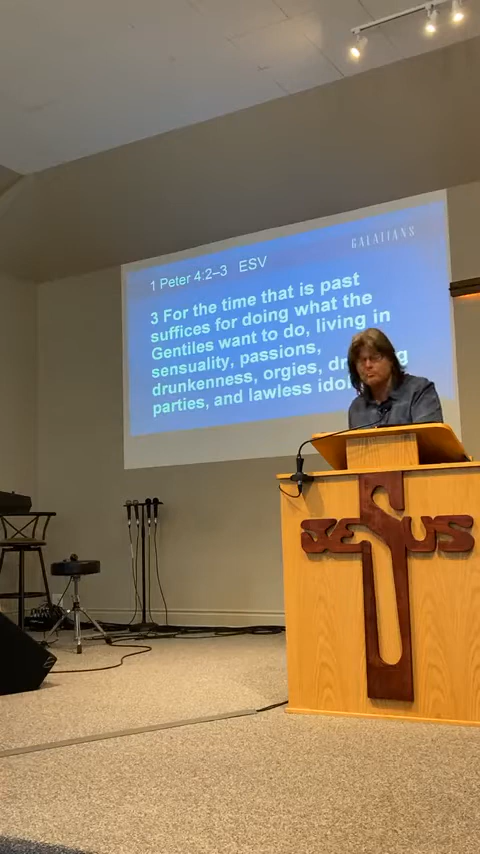 GALATIANS
1 Peter 4:2–3 ESV
3 For the time that is past
suffices for doing what the
Gentiles want to do, living in
sensuality, passions,
drunkenness, orgies,
parties, and lawless
JESUS